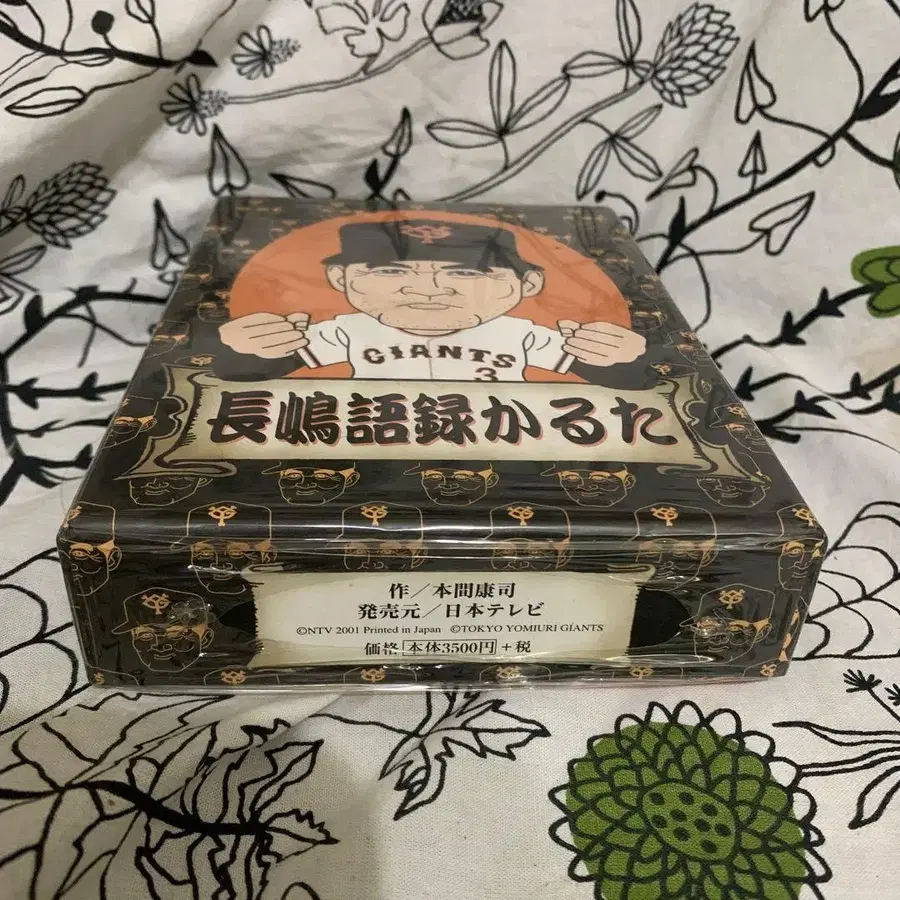 GIANTS
3
長嶋語録かるた
作／本間康司
発売元／日本テレビ
©NTV 2001 Printed in Japan ©TOKYO YOMIURI GIANTS
価格 本体3500円 +税